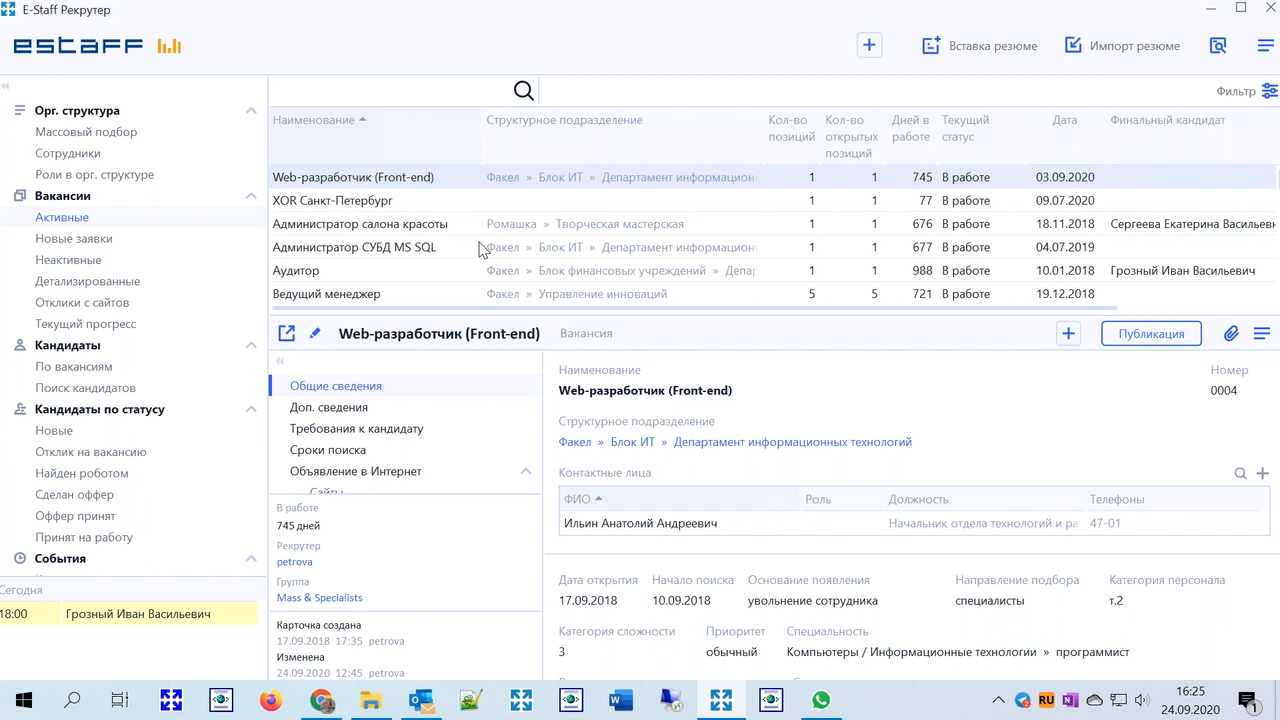 E-Staff Рекрутер
estaff
Вставка резюме
Импорт резюме
Орг. структура
Массовый подбор
Сотрудники
Роли в орг. структуре
Вакансии
Активные
Новые заявки
Неактивные
Детализированные
Отклики с сайтов
Текущий прогресс
Кандидаты
По вакансиям
Поиск кандидатов
Кандидаты по статусу
Новые
Отклик на вакансию
Найден роботом
Сделан оффер
Оффер принят
Принят на работу
События
Сегодня
18:00 Грозный Иван Васильевич
Фильтр
Наименование Структурное подразделение Кол-во позиций Кол-во открытых позиций Дней в работе Текущий статус Дата Финальный кандидат
Web-разработчик (Front-end) Факел » Блок ИТ » Департамент информацион 1 1 745 В работе 03.09.2020
XOR Санкт-Петербург 1 1 77 В работе 09.07.2020
Администратор салона красоты Ромашка » Творческая мастерская 1 1 676 В работе 18.11.2018 Сергеева Екатерина Васильевн
Администратор СУБД MS SQL Факел » Блок ИТ » Департамент информацион 1 1 677 В работе 04.07.2019
Аудитор Факел » Блок финансовых учреждений » Депар 1 1 988 В работе 10.01.2018 Грозный Иван Васильевич
Ведущий менеджер Факел » Управление инноваций 5 5 721 В работе 19.12.2018
Web-разработчик (Front-end) Вакансия
Публикация
Общие сведения
Доп. сведения
Требования к кандидату
Сроки поиска
Объявление в Интернет
Сайты
В работе
745 дней
Рекрутер
petrova
Группа
Mass & Specialists
Карточка создана
17.09.2018 17:35 petrova
Изменена
24.09.2020 12:45 petrova
Наименование Номер
Web-разработчик (Front-end) 0004
Структурное подразделение
Факел » Блок ИТ » Департамент информационных технологий
Контактные лица
ФИО Роль Должность Телефоны
Ильин Анатолий Андреевич Начальник отдела технологий и ра 47-01
Дата открытия Начало поиска Основание появления Направление подбора Категория персонала
17.09.2018 10.09.2018 увольнение сотрудника специалисты т.2
Категория сложности Приоритет Специальность
3 обычный Компьютеры / Информационные технологии » программист
RU
16:25
24.09.2020
1